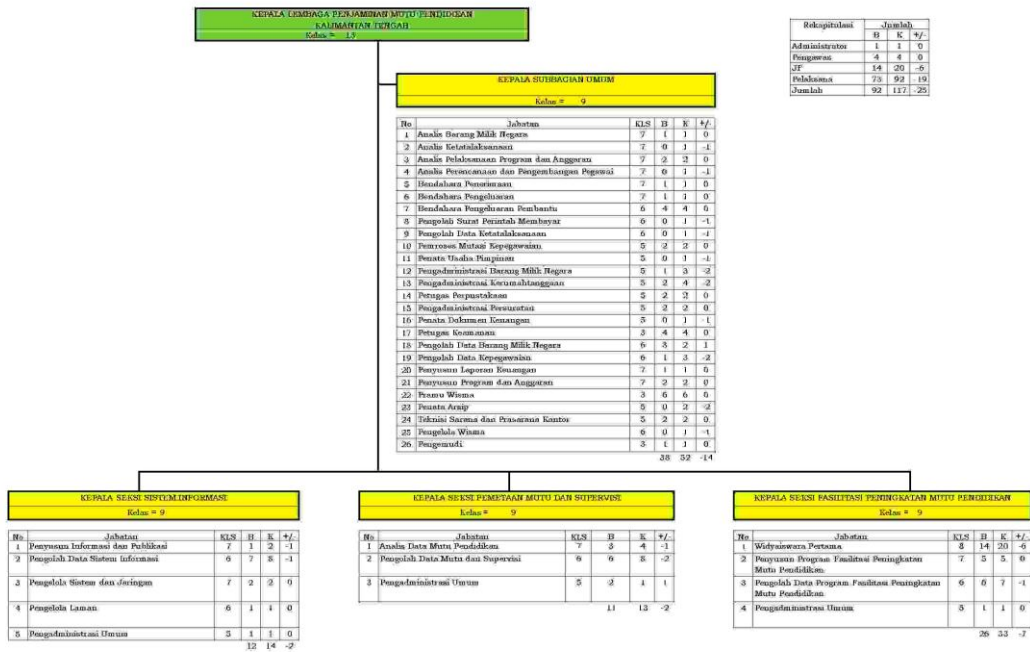 KEPALA LEMBAGA PENJAMINAN MUTU PENDIDIKAN
KALIMANTAN TENGAH
Kelas = 13
Rekapitulasi Jumlah
B K +/-
Administrator 1 1 0
Pengawas 4 4 0
JF 14 20 -6
Pelaksana 73 92 -19
Jumlah 92 117 -25
KEPALA SUBBAGIAN UMUM
Kelas = 9
No Jabatan KLS B K +/-
1 Analis Barang Milik Negara 7 1 1 0
2 Analis Ketatalaksanaan 7 0 1 -1
3 Analis Pelaksanaan Program dan Anggaran 7 2 2 0
4 Analis Perencanaan dan Pengembangan Pegawai 7 0 1 -1
5 Bendahara Penerimaan 7 1 1 0
6 Bendahara Pengeluaran 7 1 1 0
7 Bendahara Pengeluaran Pembantu 6 4 4 0
8 Pengolah Surat Perintah Membayar 6 0 1 -1
9 Pengolah Data Ketatalaksanaan 6 0 1 -1
10 Pemroses Mutasi Kepegawaian 5 2 2 0
11 Penata Usaha Pimpinan 5 0 1 -1
12 Pengadministrasi Barang Milik Negara 5 1 3 -2
13 Pengadministrasi Kerumahtanggaan 5 2 4 -2
14 Petugas Perpustakaan 5 2 2 0
15 Pengadministrasi Persuratan 5 2 2 0
16 Penata Dokumen Keuangan 5 0 1 -1
17 Petugas Keamanan 3 4 4 0
18 Pengolah Data Barang Milik Negara 6 3 2 1
19 Pengolah Data Kepegawaian 6 1 3 -2
20 Penyusun Laporan Keuangan 7 1 1 0
21 Penyusun Program dan Anggaran 7 2 2 0
22 Pramu Wisma 3 6 6 0
23 Penata Arsip 5 0 2 -2
24 Teknisi Sarana dan Prasarana Kantor 5 2 2 0
25 Pengelola Wisma 6 0 1 -1
26 Pengemudi 3 1 1 0
38 52 -14
KEPALA SEKSI SISTEM INFORMASI
Kelas = 9
No Jabatan KLS B K +/-
1 Penyusun Informasi dan Publikasi 7 1 2 -1
2 Pengolah Data Sistem Informasi 6 7 8 -1
3 Pengelola Sistem dan Jaringan 7 2 2 0
4 Pengelola Laman 6 1 1 0
5 Pengadministrasi Umum 5 1 1 0
12 14 -2
KEPALA SEKSI PEMETAAN MUTU DAN SUPERVISI
Kelas = 9
No Jabatan KLS B K +/-
1 Analis Data Mutu Pendidikan 7 3 4 -1
2 Pengolah Data Mutu dan Supervisi 6 6 8 -2
3 Pengadministrasi Umum 5 2 1 1
11 13 -2
KEPALA SEKSI FASILITASI PENINGKATAN MUTU PENDIDIKAN
Kelas = 9
No Jabatan KLS B K +/-
1 Widyaiswara Pertama 8 14 20 -6
2 Penyusun Program Fasilitasi Peningkatan Mutu Pendidikan 7 5 5 0
3 Pengolah Data Program Fasilitasi Peningkatan Mutu Pendidikan 6 6 7 -1
4 Pengadministrasi Umum 5 1 1 0
26 33 -7